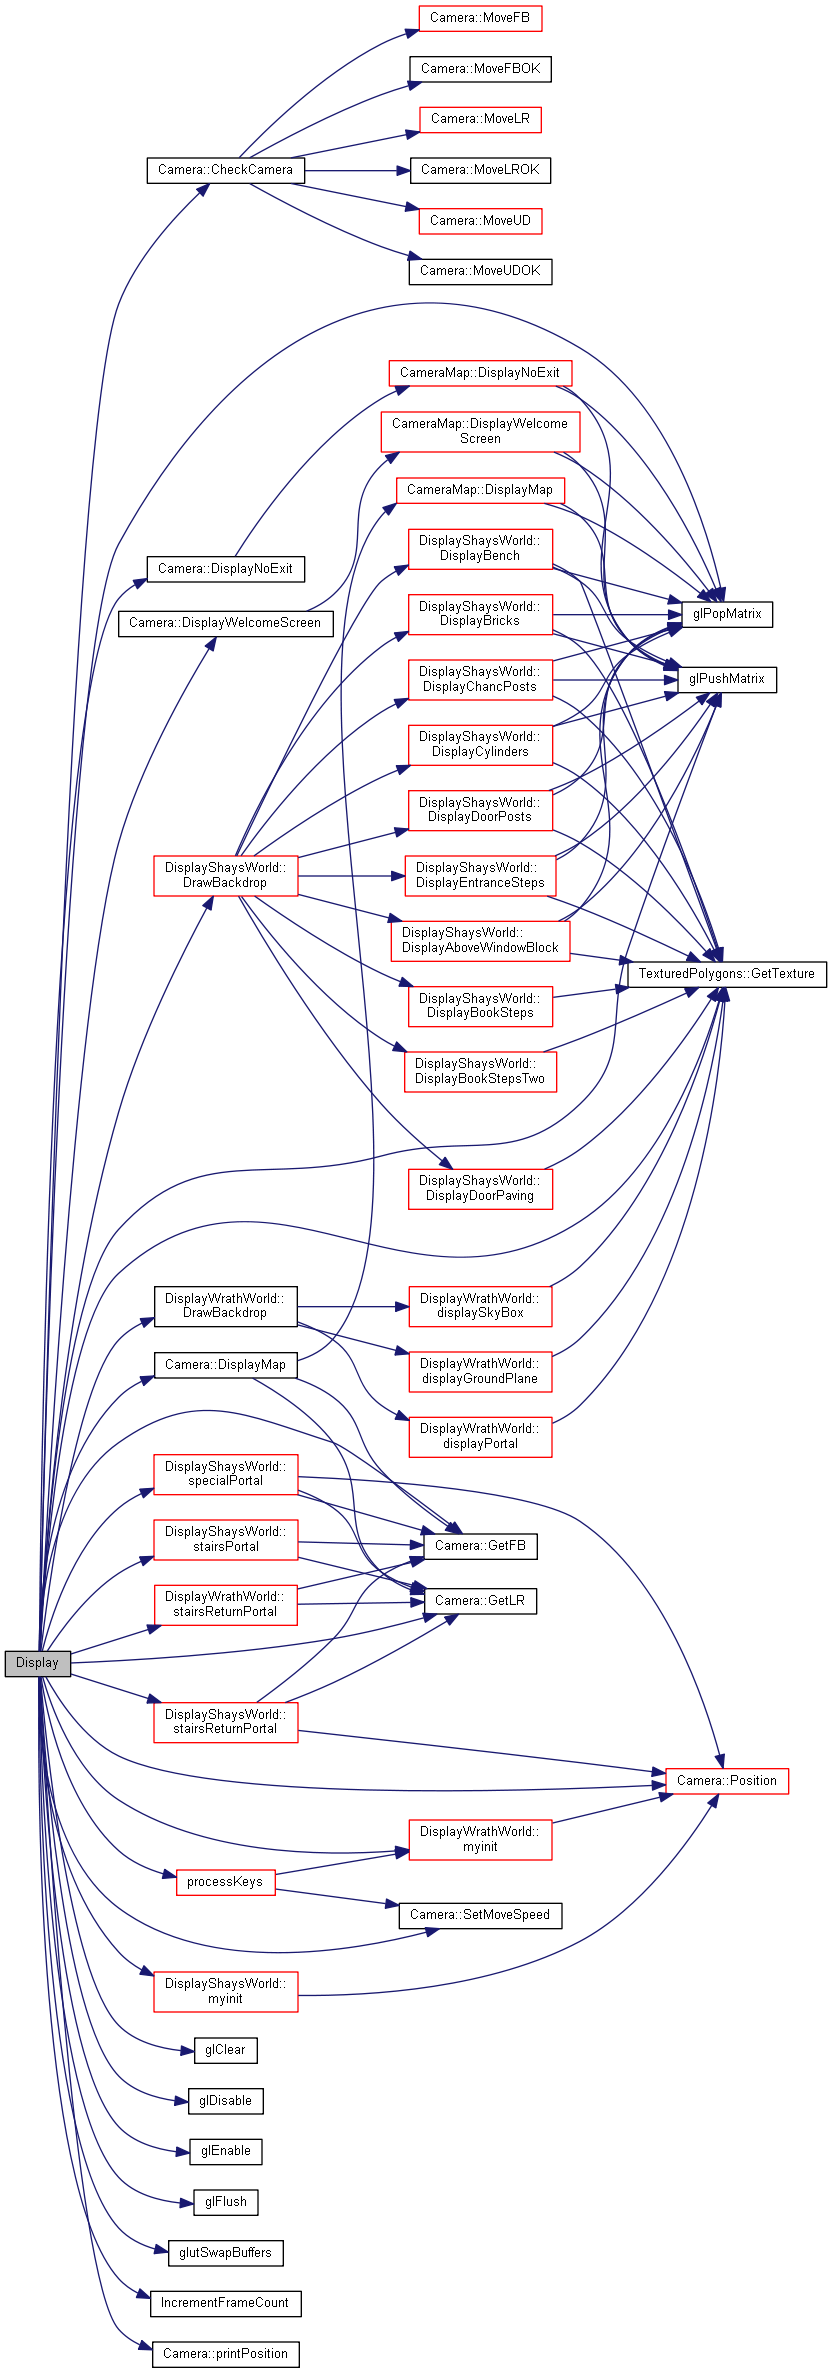 Camera::MoveFB
Camera::MoveFBOK
Camera::MoveLR
Camera::CheckCamera
Camera::MoveLROK
Camera::MoveUD
Camera::MoveUDOK
CameraMap::DisplayNoExit
CameraMap::DisplayWelcome
Screen
CameraMap::DisplayMap
DisplayShaysWorld::
DisplayBench
Camera::DisplayNoExit
Camera::DisplayWelcomeScreen
DisplayShaysWorld::
DisplayBricks
glPopMatrix
DisplayShaysWorld::
DisplayChancPosts
glPushMatrix
DisplayShaysWorld::
DisplayCylinders
DisplayShaysWorld::
DisplayDoorPosts
DisplayShaysWorld::
DrawBackdrop
DisplayShaysWorld::
DisplayEntranceSteps
DisplayShaysWorld::
DisplayAboveWindowBlock
TexturedPolygons::GetTexture
DisplayShaysWorld::
DisplayBookSteps
DisplayShaysWorld::
DisplayBookStepsTwo
DisplayShaysWorld::
DisplayDoorPaving
DisplayWrathWorld::
DrawBackdrop
DisplayWrathWorld::
displaySkyBox
Camera::DisplayMap
DisplayWrathWorld::
displayGroundPlane
DisplayWrathWorld::
displayPortal
DisplayShaysWorld::
specialPortal
DisplayShaysWorld::
stairsPortal
Camera::GetFB
DisplayWrathWorld::
stairsReturnPortal
Camera::GetLR
Display
DisplayShaysWorld::
stairsReturnPortal
Camera::Position
DisplayWrathWorld::
myinit
processKeys
Camera::SetMoveSpeed
DisplayShaysWorld::
myinit
glClear
glDisable
glEnable
glFlush
glutSwapBuffers
IncrementFrameCount
Camera::printPosition